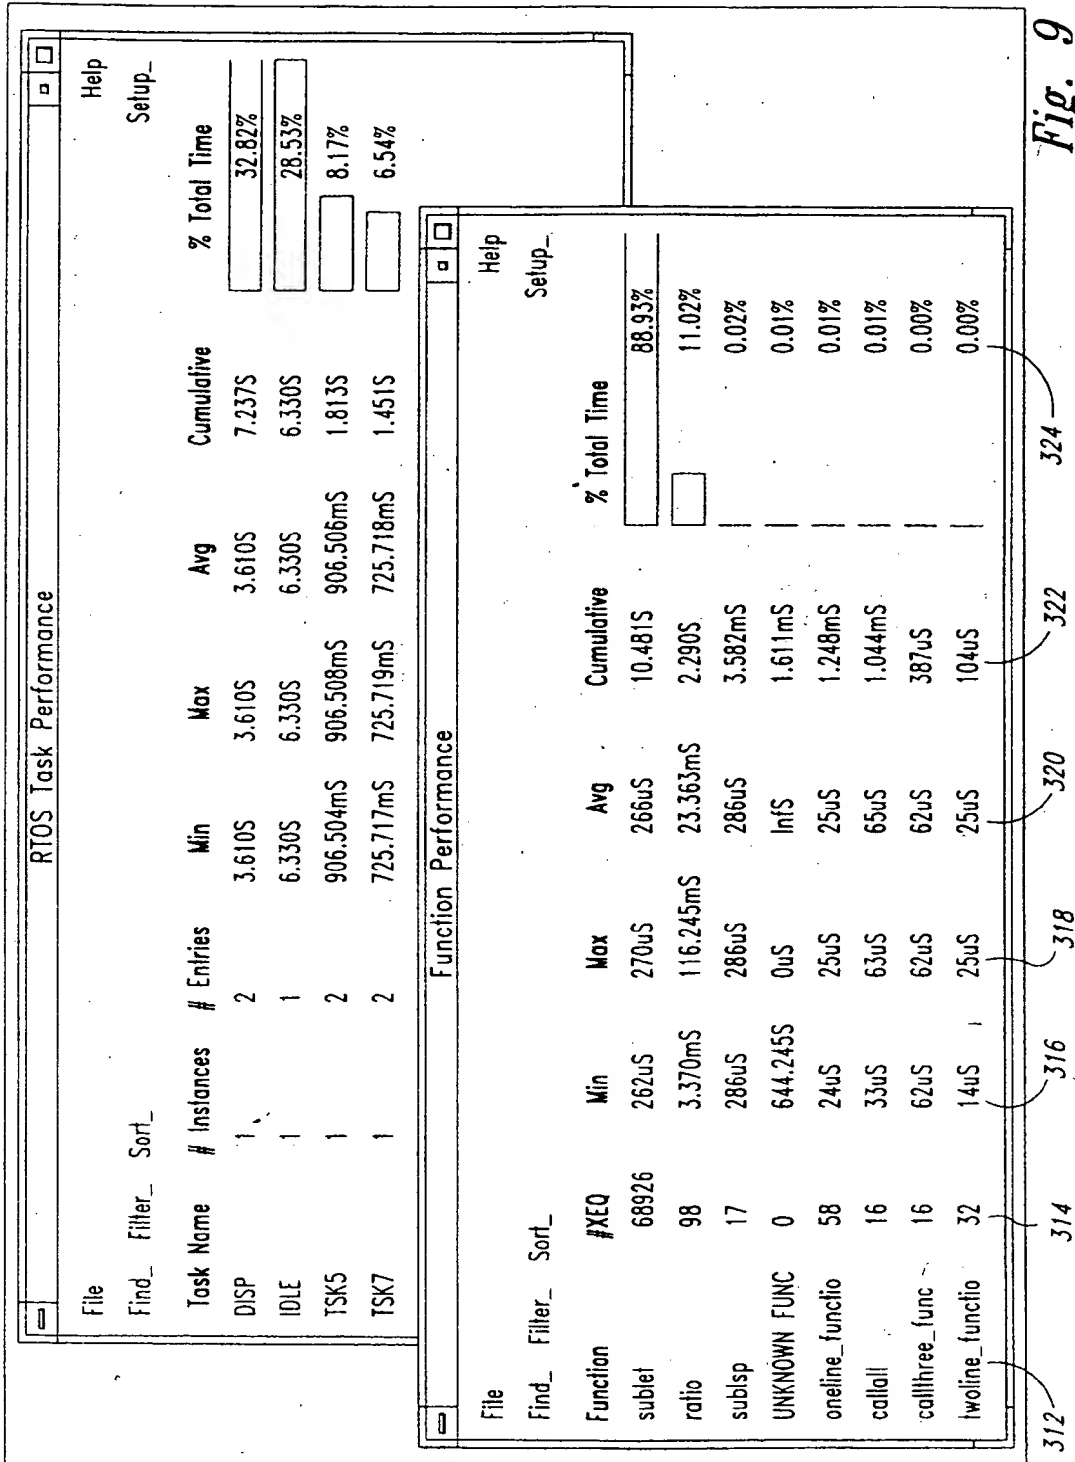 RTOS Task Performance
File Help
Find_ Filter_ Sort_ Setup_
Task Name # Instances # Entries Min Max Avg Cumulative % Total Time
DISP 1 2 3.610S 3.610S 3.610S 7.237S 32.82%
IDLE 1 1 6.330S 6.330S 6.330S 6.330S 28.53%
TSK5 1 2 906.504mS 906.508mS 906.506mS 1.813S 8.17%
TSK7 1 2 725.717mS 725.719mS 725.718mS 1.451S 6.54%
Function Performance
File Help
Find_ Filter_ Sort_ Setup_
Function #XEQ Min Max Avg Cumulative % Total Time
sublet 68926 262uS 270uS 266uS 10.481S 88.93%
ratio 98 3.370mS 116.245mS 23.363mS 2.290S 11.02%
sublsp 17 286uS 286uS 286uS 3.582mS 0.02%
UNKNOWN FUNC 0 644.245S 0uS InfS 1.611mS 0.01%
oneline_functio 58 24uS 25uS 25uS 1.248mS 0.01%
callall 16 33uS 63uS 65uS 1.044mS 0.01%
callthree_func 16 62uS 62uS 62uS 387uS 0.00%
twoline_functio 32 14uS 25uS 25uS 104uS 0.00%
312 314 316 318 320 322 324
Fig. 9